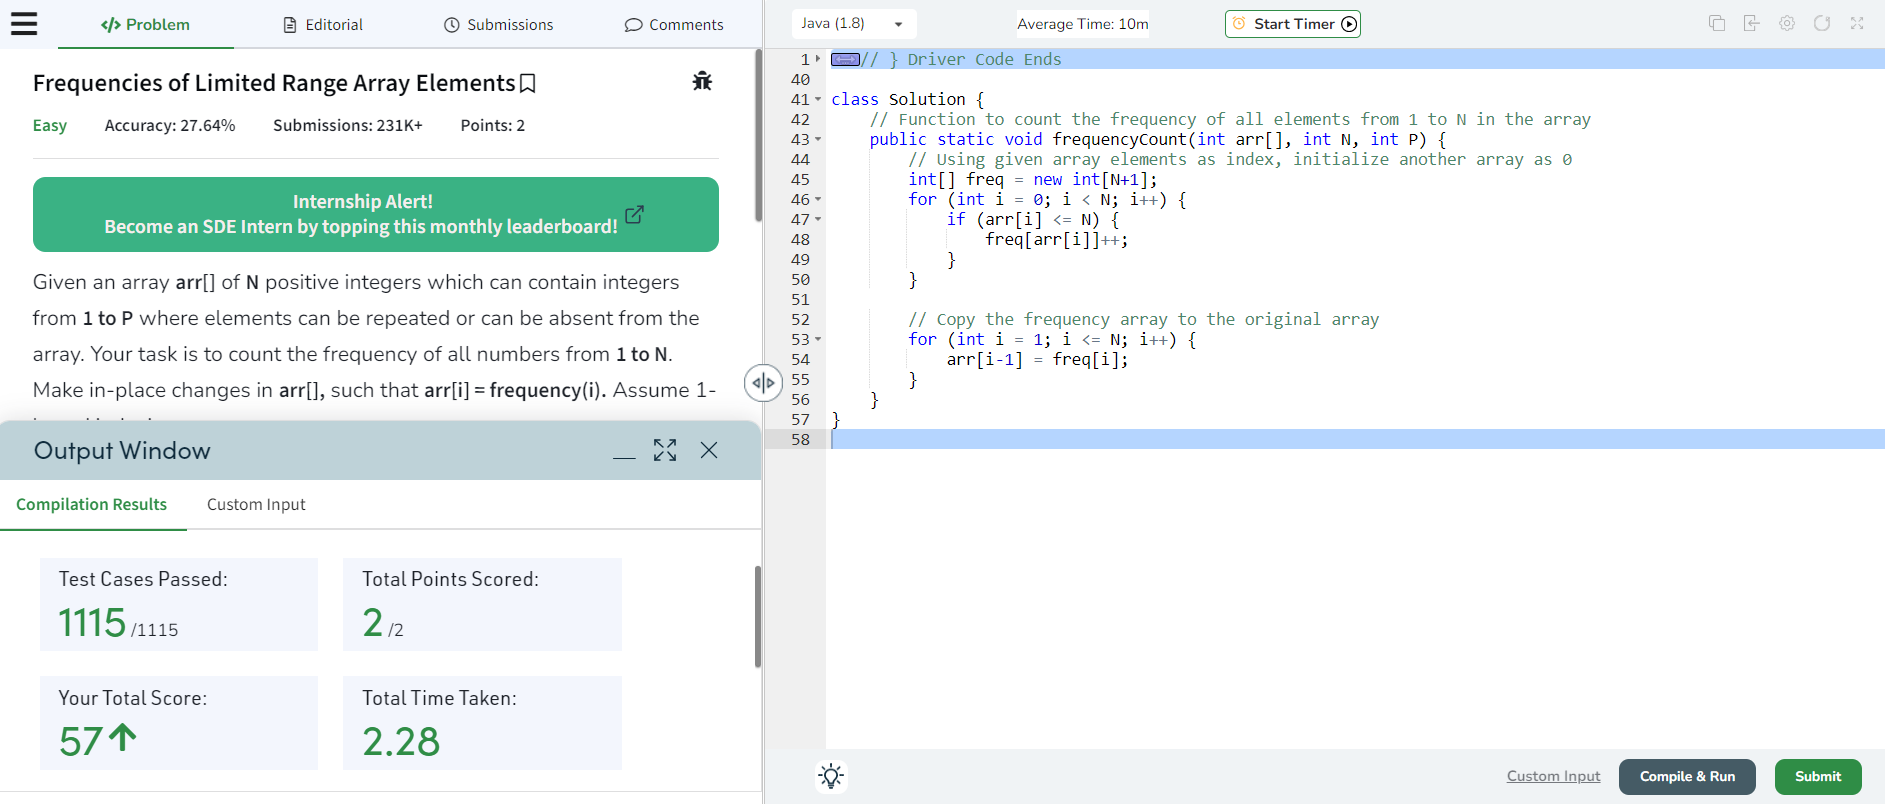 </> Problem
Editorial
Submissions
Comments
Frequencies of Limited Range Array Elements
Easy Accuracy: 27.64% Submissions: 231K+ Points: 2
Internship Alert!
Become an SDE Intern by topping this monthly leaderboard!
Given an array arr[] of N positive integers which can contain integers
from 1 to P where elements can be repeated or can be absent from the
array. Your task is to count the frequency of all numbers from 1 to N.
Make in-place changes in arr[], such that arr[i] = frequency(i). Assume 1-
Output Window
Compilation Results
Custom Input
Test Cases Passed:
1115 /1115
Total Points Scored:
2 /2
Your Total Score:
57
Total Time Taken:
2.28
Java (1.8)
Average Time: 10m
Start Timer
1 // } Driver Code Ends
40
41 class Solution {
42 // Function to count the frequency of all elements from 1 to N in the array
43 public static void frequencyCount(int arr[], int N, int P) {
44 // Using given array elements as index, initialize another array as 0
45 int[] freq = new int[N+1];
46 for (int i = 0; i < N; i++) {
47 if (arr[i] <= N) {
48 freq[arr[i]]++;
49 }
50 }
51
52 // Copy the frequency array to the original array
53 for (int i = 1; i <= N; i++) {
54 arr[i-1] = freq[i];
55 }
56 }
57 }
58
Custom Input
Compile & Run
Submit